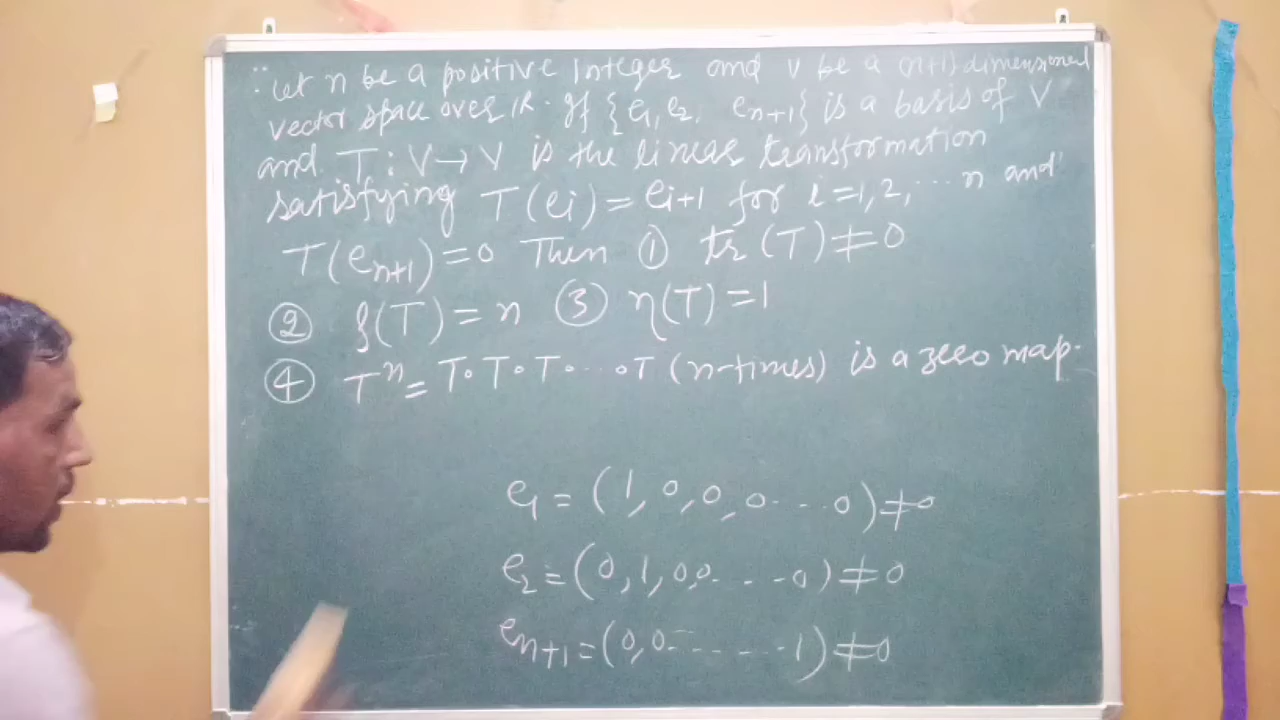 ∵ Let n be a positive Integer and V be a (n+1) dimensional
vector space over IR. If {e1, e2, en+1} is a basis of V
and T : V → V is the linear transformation
satisfying T(ei) = ei+1 for i=1,2,... n and
T(en+1) = 0 Then ① tr(T) ≠ 0
② ρ(T) = n ③ η(T) = 1
④ T^n = T∘T∘T∘...∘T (n-times) is a zero map.
e1 = (1, 0, 0, 0...0) ≠ 0
e2 = (0, 1, 0, 0. - - - 0) ≠ 0
en+1 = (0, 0- - - - - 1) ≠ 0